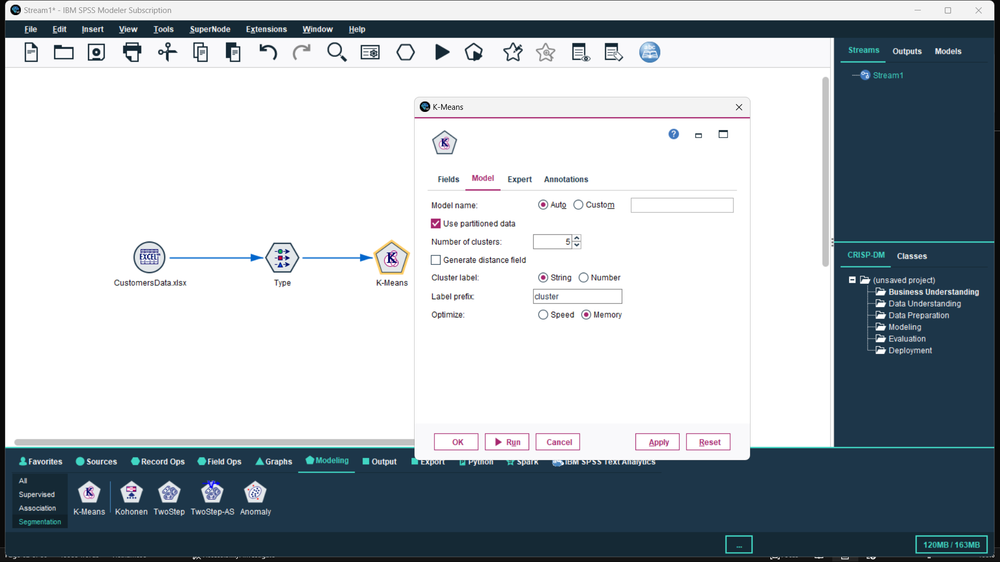 Stream1* - IBM SPSS Modeler Subscription
File Edit Insert View Tools SuperNode Extensions Window Help
abc
Streams Outputs Models
Stream1
K-Means
?
K
Fields Model Expert Annotations
Model name: Auto Custom
Use partitioned data
Number of clusters: 5
Generate distance field
Cluster label: String Number
Label prefix: cluster
Optimize: Speed Memory
OK Run Cancel Apply Reset
EXCEL™
K
CustomersData.xlsx Type K-Means
CRISP-DM Classes
(unsaved project)
Business Understanding
Data Understanding
Data Preparation
Modeling
Evaluation
Deployment
Favorites Sources Record Ops Field Ops Graphs Modeling Output Export Python Spark IBM SPSS Text Analytics
All
Supervised
Association
Segmentation
K
K-Means Kohonen TwoStep TwoStep-AS Anomaly
...
120MB / 163MB